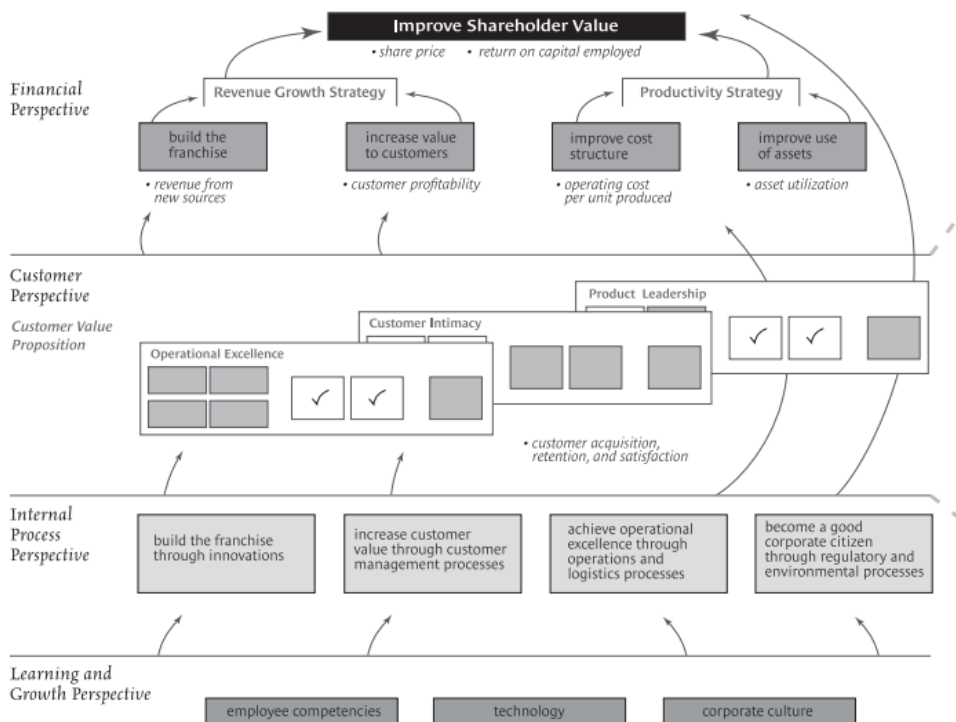 Improve Shareholder Value
• share price • return on capital employed
Financial
Perspective
Revenue Growth Strategy
Productivity Strategy
build the
franchise
increase value
to customers
improve cost
structure
improve use
of assets
• revenue from
new sources
• customer profitability
• operating cost
per unit produced
• asset utilization
Customer
Perspective
Customer Value
Proposition
Product Leadership
Customer Intimacy
Operational Excellence
• customer acquisition,
retention, and satisfaction
Internal
Process
Perspective
build the franchise
through innovations
increase customer
value through customer
management processes
achieve operational
excellence through
operations and
logistics processes
become a good
corporate citizen
through regulatory and
environmental processes
Learning and
Growth Perspective
employee competencies
technology
corporate culture